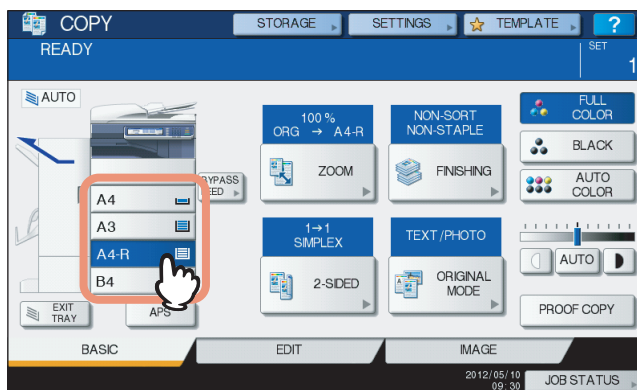 COPY
STORAGE
SETTINGS
TEMPLATE
?
READY
SET
1
AUTO
100 %
ORG → A4-R
NON-SORT
NON-STAPLE
FULL
COLOR
BLACK
ZOOM
FINISHING
AUTO
COLOR
BYPASS
FEED
A4
A3
A4-R
B4
1→1
SIMPLEX
TEXT/PHOTO
2-SIDED
ORIGINAL
MODE
AUTO
EXIT
TRAY
APS
PROOF COPY
BASIC
EDIT
IMAGE
2012/05/10
09:30
JOB STATUS